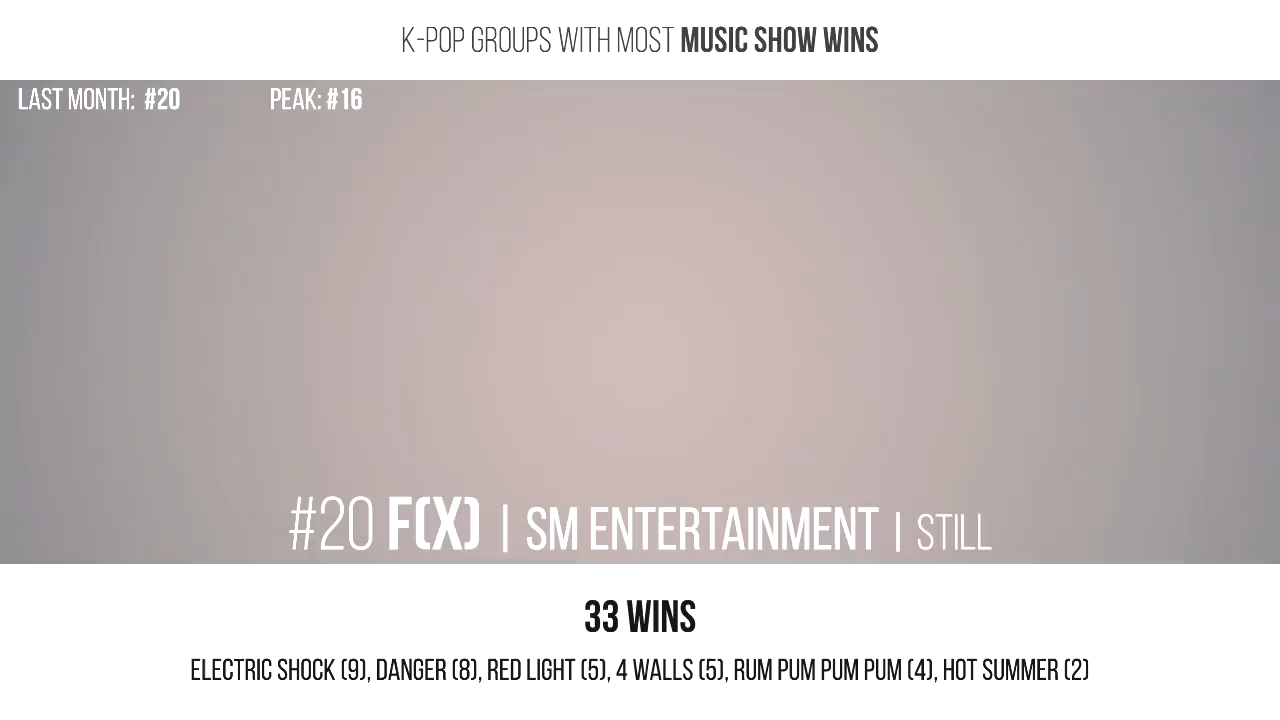 K-POP GROUPS WITH MOST MUSIC SHOW WINS
LAST MONTH: #20 PEAK: #16
#20 F(X) | SM ENTERTAINMENT | STILL
33 WINS
ELECTRIC SHOCK (9), DANGER (8), RED LIGHT (5), 4 WALLS (5), RUM PUM PUM PUM (4), HOT SUMMER (2)